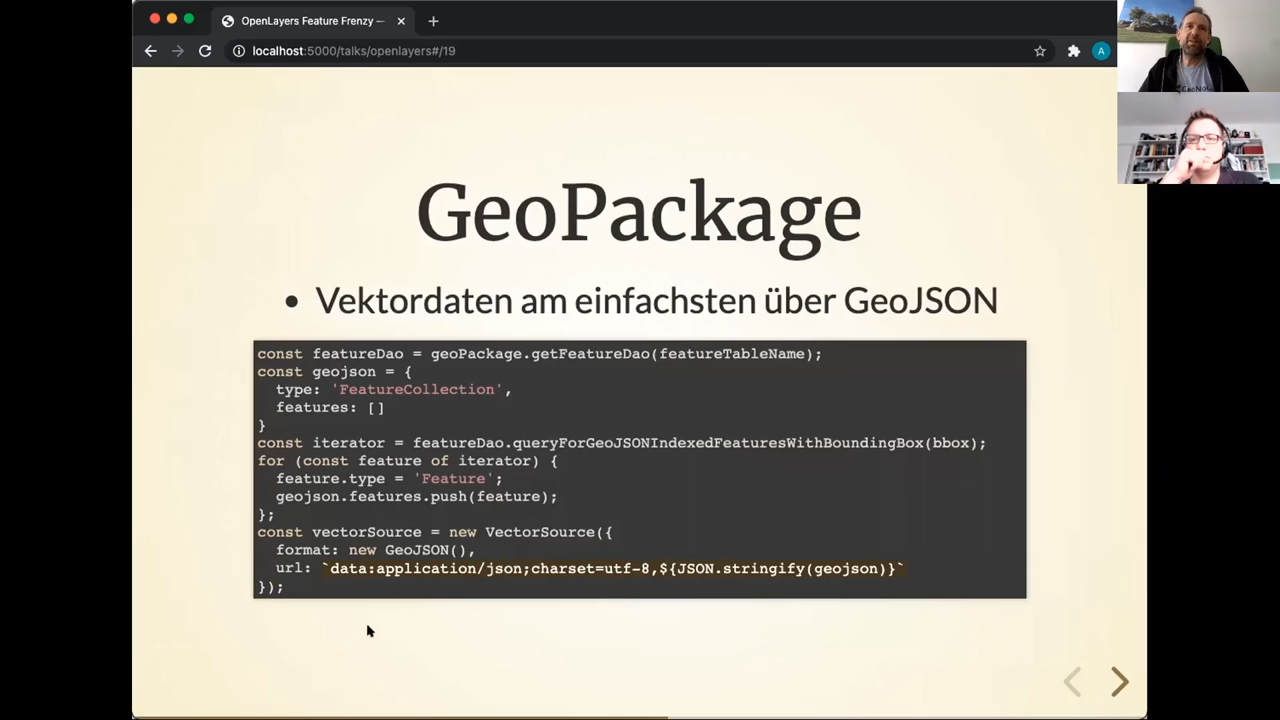 OpenLayers Feature Frenzy —
localhost:5000/talks/openlayers#/19
A
GeoPackage
• Vektordaten am einfachsten über GeoJSON
const featureDao = geoPackage.getFeatureDao(featureTableName);
const geojson = {
  type: 'FeatureCollection',
  features: []
}
const iterator = featureDao.queryForGeoJSONIndexedFeaturesWithBoundingBox(bbox);
for (const feature of iterator) {
  feature.type = 'Feature';
  geojson.features.push(feature);
};
const vectorSource = new VectorSource({
  format: new GeoJSON(),
  url: `data:application/json;charset=utf-8,${JSON.stringify(geojson)}`
});